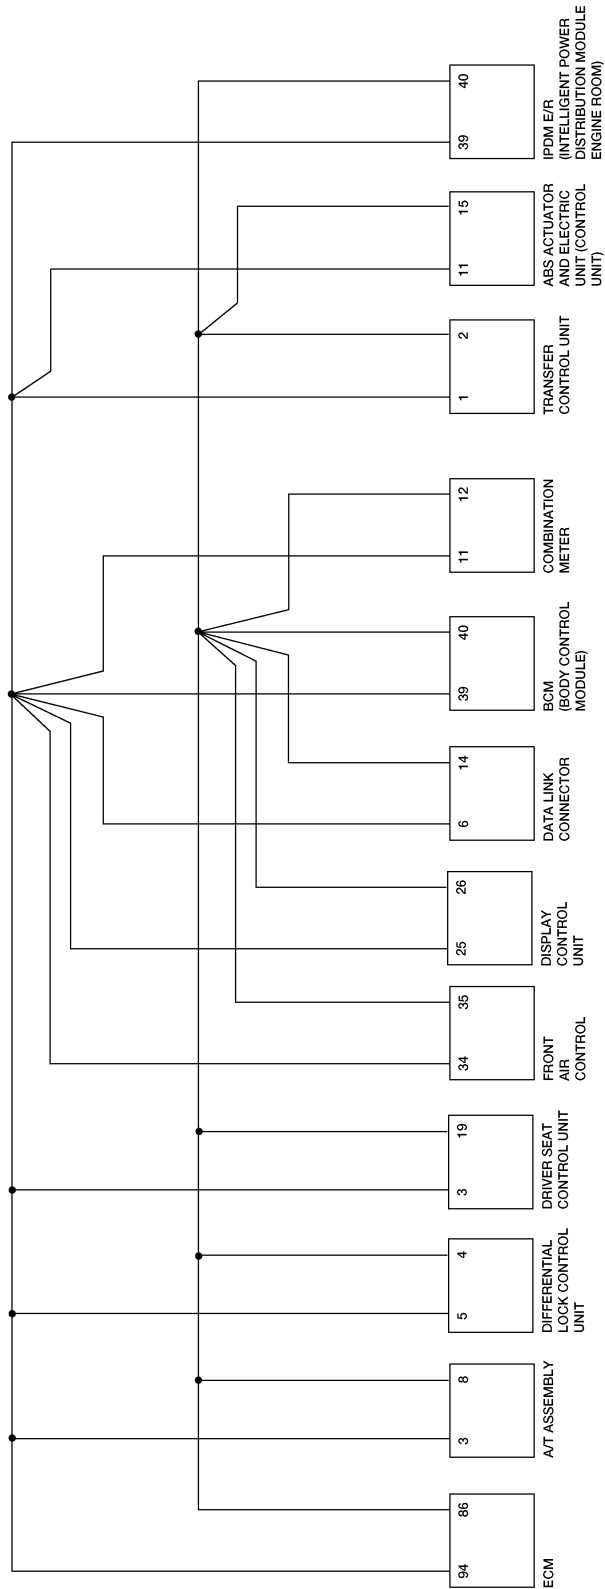 94
86
ECM
3
8
A/T ASSEMBLY
5
4
DIFFERENTIAL
LOCK CONTROL
UNIT
3
19
DRIVER SEAT
CONTROL UNIT
34
35
FRONT
AIR
CONTROL
25
26
DISPLAY
CONTROL
UNIT
6
14
DATA LINK
CONNECTOR
39
40
BCM
(BODY CONTROL
MODULE)
11
12
COMBINATION
METER
1
2
TRANSFER
CONTROL UNIT
11
15
ABS ACTUATOR
AND ELECTRIC
UNIT (CONTROL
UNIT)
39
40
IPDM E/R
(INTELLIGENT POWER
DISTRIBUTION MODULE
ENGINE ROOM)